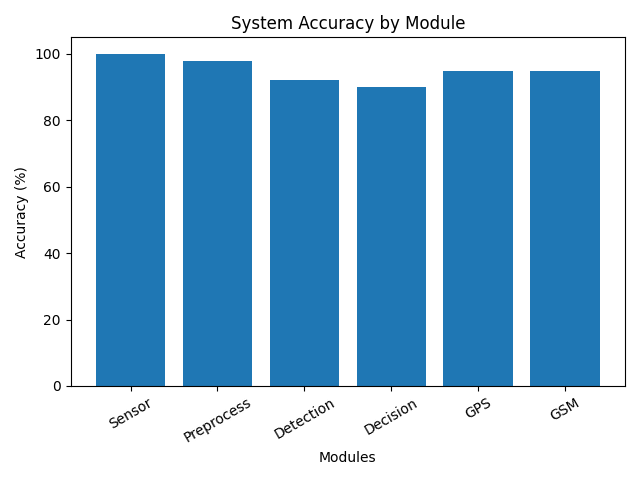 System Accuracy by Module
Accuracy (%)
100
80
60
40
20
0
Sensor
Preprocess
Detection
Decision
GPS
GSM
Modules